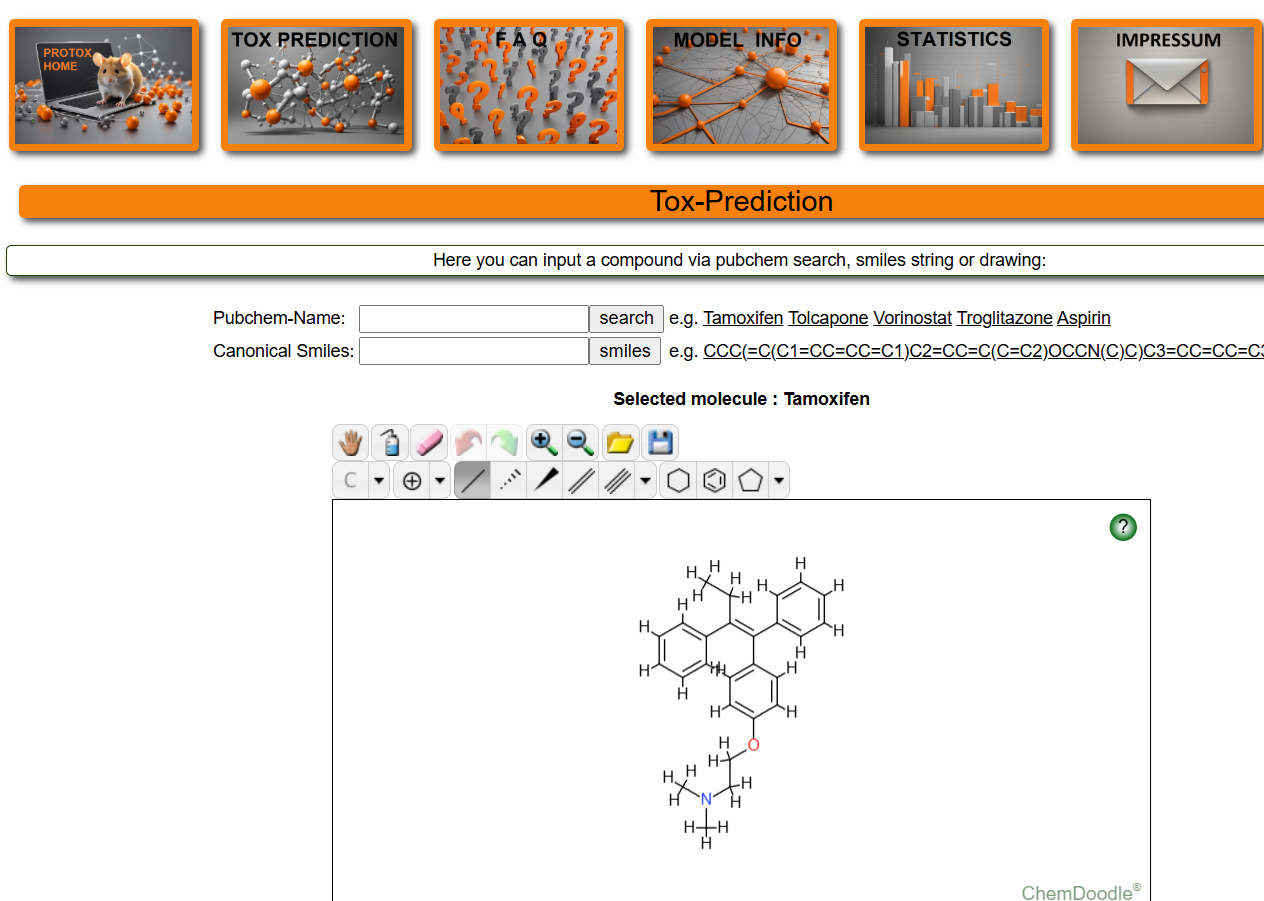 PROTOX
HOME
TOX PREDICTION
F A Q
MODEL INFO
STATISTICS
IMPRESSUM
Tox-Prediction
Here you can input a compound via pubchem search, smiles string or drawing:
Pubchem-Name: search e.g. Tamoxifen Tolcapone Vorinostat Troglitazone Aspirin
Canonical Smiles: smiles e.g. CCC(=C(C1=CC=CC=C1)C2=CC=C(C=C2)OCCN(C)C)C3=CC=CC=C3
Selected molecule : Tamoxifen
C
?
H
H H
H H H H
H H
H
H H
H
H H H H
H
H H
H O
H
H H H
H N H
H H
H
ChemDoodle®